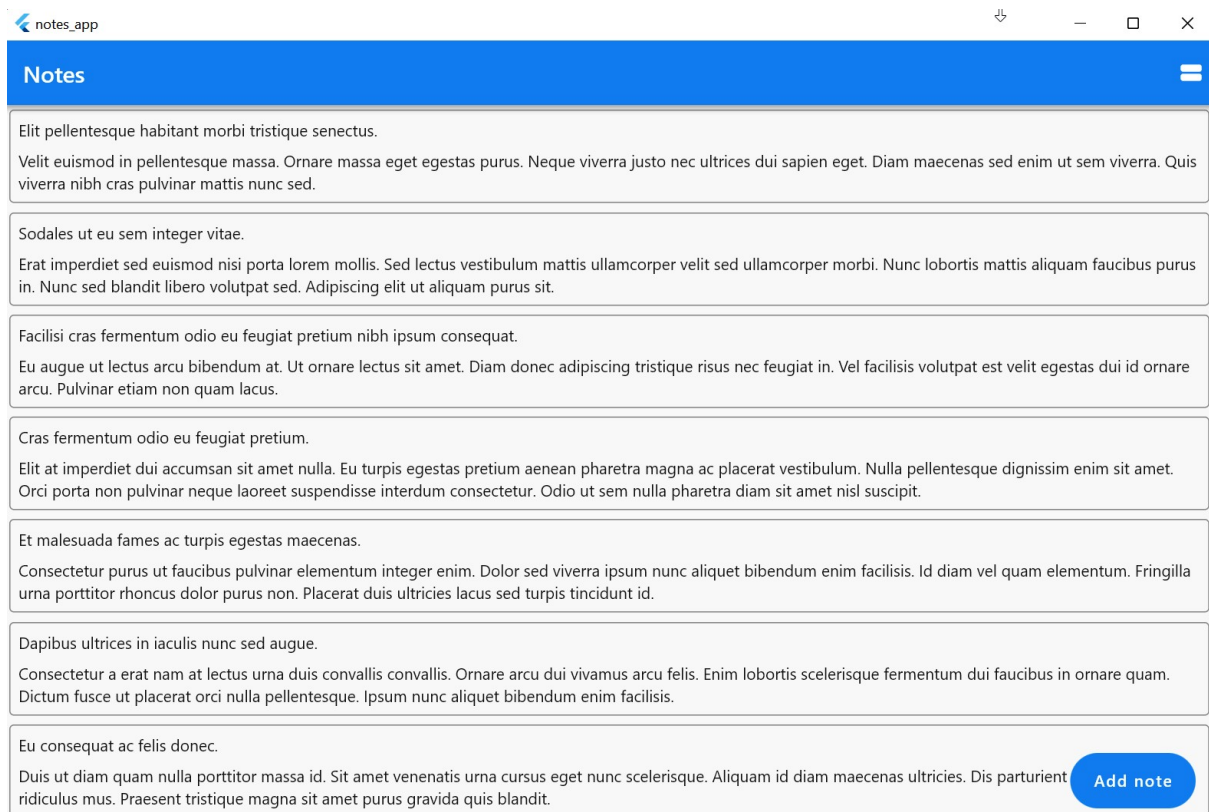 notes_app
Notes
Elit pellentesque habitant morbi tristique senectus.
Velit euismod in pellentesque massa. Ornare massa eget egestas purus. Neque viverra justo nec ultrices dui sapien eget. Diam maecenas sed enim ut sem viverra. Quis
viverra nibh cras pulvinar mattis nunc sed.
Sodales ut eu sem integer vitae.
Erat imperdiet sed euismod nisi porta lorem mollis. Sed lectus vestibulum mattis ullamcorper velit sed ullamcorper morbi. Nunc lobortis mattis aliquam faucibus purus
in. Nunc sed blandit libero volutpat sed. Adipiscing elit ut aliquam purus sit.
Facilisi cras fermentum odio eu feugiat pretium nibh ipsum consequat.
Eu augue ut lectus arcu bibendum at. Ut ornare lectus sit amet. Diam donec adipiscing tristique risus nec feugiat in. Vel facilisis volutpat est velit egestas dui id ornare
arcu. Pulvinar etiam non quam lacus.
Cras fermentum odio eu feugiat pretium.
Elit at imperdiet dui accumsan sit amet nulla. Eu turpis egestas pretium aenean pharetra magna ac placerat vestibulum. Nulla pellentesque dignissim enim sit amet.
Orci porta non pulvinar neque laoreet suspendisse interdum consectetur. Odio ut sem nulla pharetra diam sit amet nisl suscipit.
Et malesuada fames ac turpis egestas maecenas.
Consectetur purus ut faucibus pulvinar elementum integer enim. Dolor sed viverra ipsum nunc aliquet bibendum enim facilisis. Id diam vel quam elementum. Fringilla
urna porttitor rhoncus dolor purus non. Placerat duis ultricies lacus sed turpis tincidunt id.
Dapibus ultrices in iaculis nunc sed augue.
Consectetur a erat nam at lectus urna duis convallis convallis. Ornare arcu dui vivamus arcu felis. Enim lobortis scelerisque fermentum dui faucibus in ornare quam.
Dictum fusce ut placerat orci nulla pellentesque. Ipsum nunc aliquet bibendum enim facilisis.
Eu consequat ac felis donec.
Duis ut diam quam nulla porttitor massa id. Sit amet venenatis urna cursus eget nunc scelerisque. Aliquam id diam maecenas ultricies. Dis parturient
ridiculus mus. Praesent tristique magna sit amet purus gravida quis blandit.
Add note